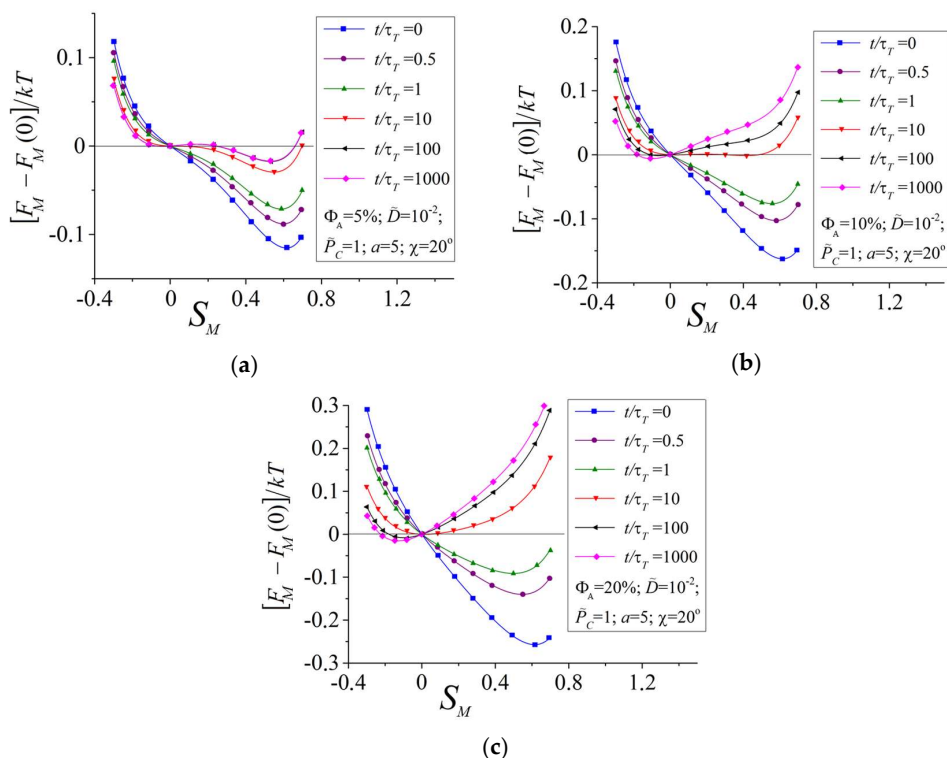 [F_M − F_M(0)]/kT
0.1
0
-0.1
-0.4 0 0.4 0.8 1.2
S_M
t/τ_T =0
t/τ_T =0.5
t/τ_T =1
t/τ_T =10
t/τ_T =100
t/τ_T =1000
Φ_A=5%; D̃=10⁻²;
P̃_C=1; a=5; χ=20°
(a)
[F_M − F_M(0)]/kT
0.2
0.1
0
-0.1
-0.2
-0.4 0 0.4 0.8 1.2
S_M
t/τ_T =0
t/τ_T =0.5
t/τ_T =1
t/τ_T =10
t/τ_T =100
t/τ_T =1000
Φ_A=10%; D̃=10⁻²;
P̃_C=1; a=5; χ=20°
(b)
[F_M − F_M(0)]/kT
0.3
0.2
0.1
0
-0.1
-0.2
-0.3
-0.4 0 0.4 0.8 1.2
S_M
t/τ_T =0
t/τ_T =0.5
t/τ_T =1
t/τ_T =10
t/τ_T =100
t/τ_T =1000
Φ_A=20%; D̃=10⁻²;
P̃_C=1; a=5; χ=20°
(c)